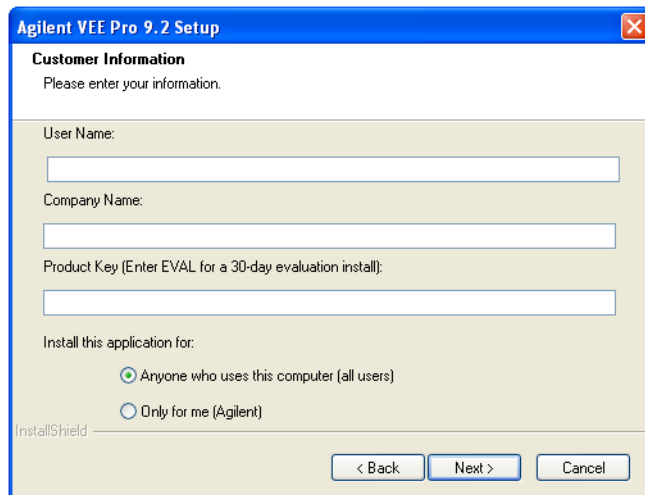 Agilent VEE Pro 9.2 Setup
Customer Information
Please enter your information.
User Name:
Company Name:
Product Key (Enter EVAL for a 30-day evaluation install):
Install this application for:
Anyone who uses this computer (all users)
Only for me (Agilent)
InstallShield
< Back Next > Cancel